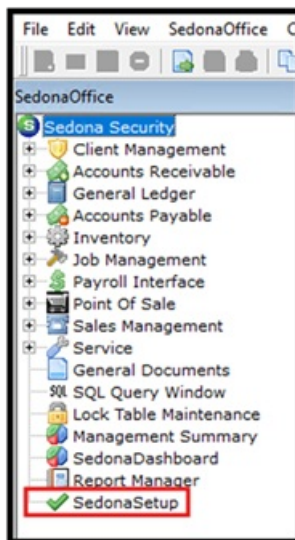 File Edit View SedonaOffice
SedonaOffice
Sedona Security
Client Management
Accounts Receivable
General Ledger
Accounts Payable
Inventory
Job Management
Payroll Interface
Point Of Sale
Sales Management
Service
General Documents
SQL SQL Query Window
Lock Table Maintenance
Management Summary
SedonaDashboard
Report Manager
SedonaSetup